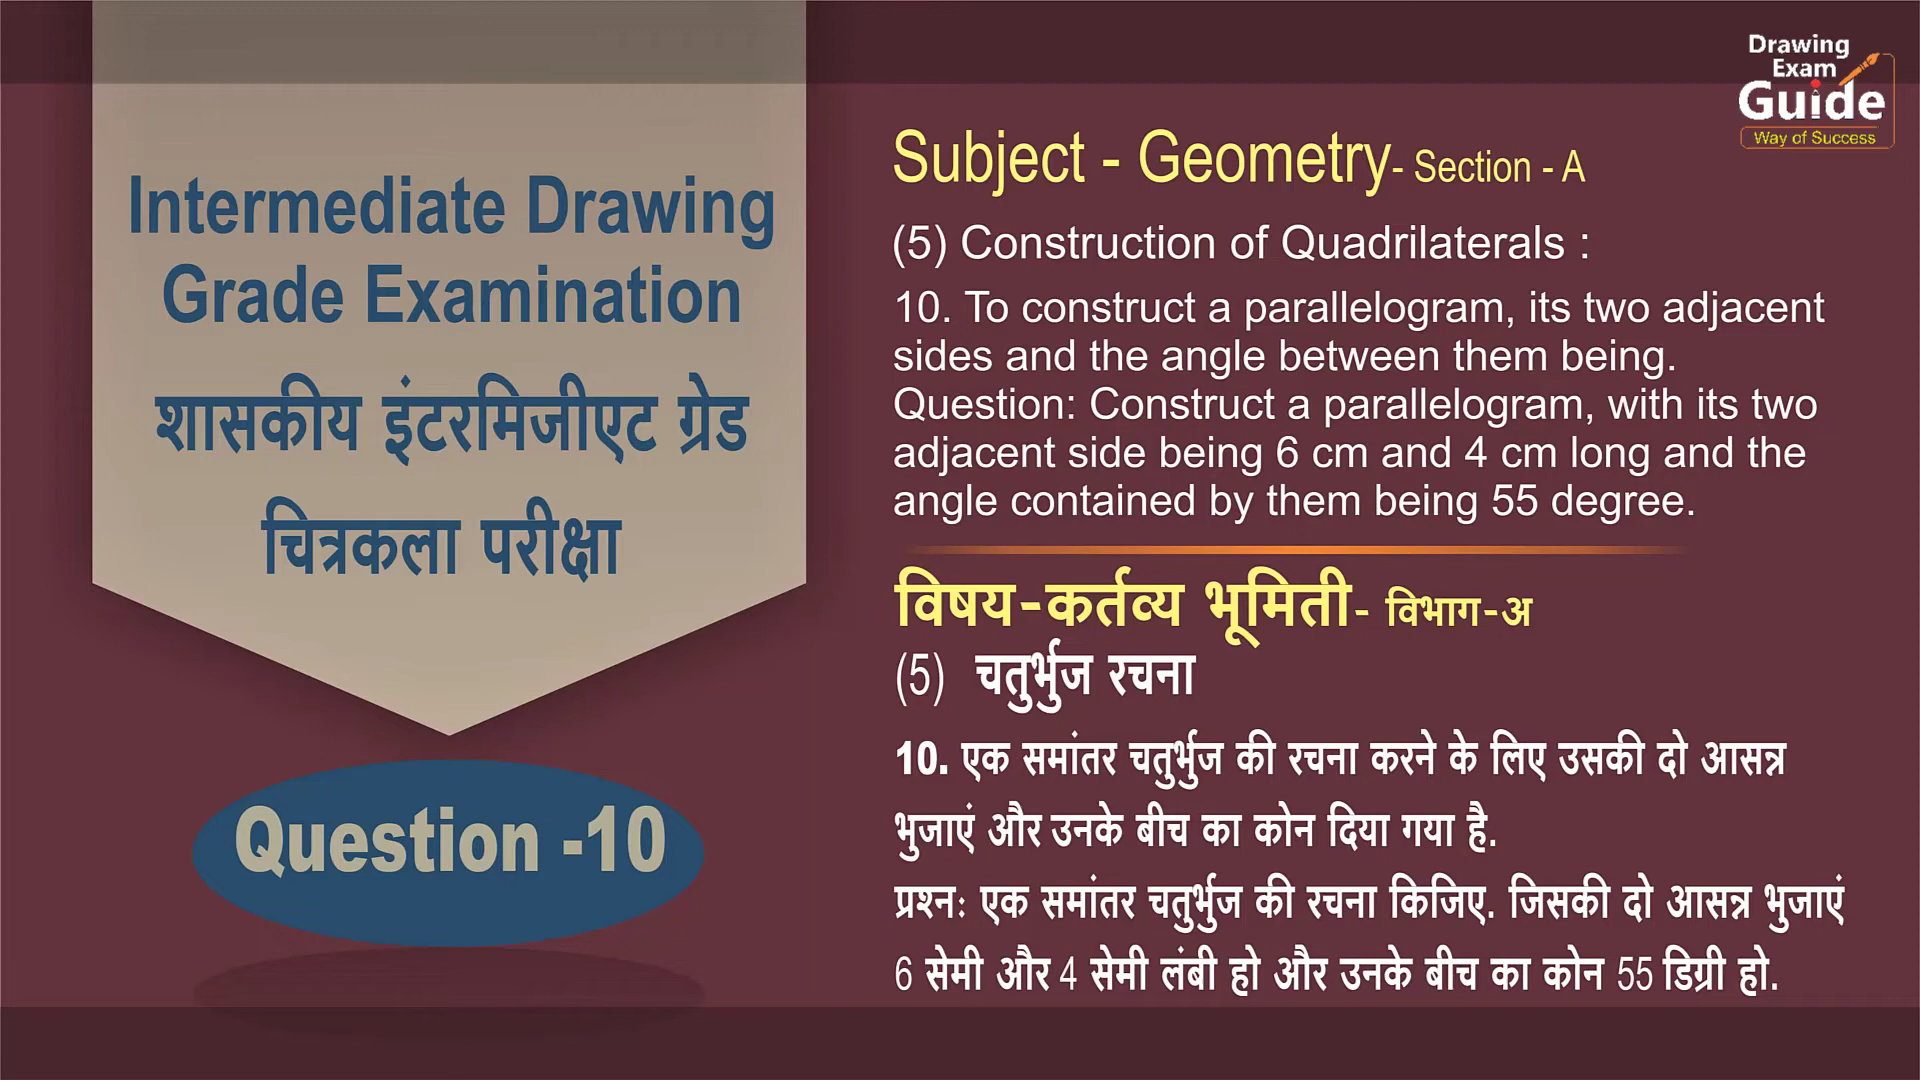 Drawing
Exam
Guide
Way of Success
Intermediate Drawing
Grade Examination
शासकीय इंटरमिजीएट ग्रेड
चित्रकला परीक्षा
Question -10
Subject - Geometry- Section - A
(5) Construction of Quadrilaterals :
10. To construct a parallelogram, its two adjacent
sides and the angle between them being.
Question: Construct a parallelogram, with its two
adjacent side being 6 cm and 4 cm long and the
angle contained by them being 55 degree.
विषय-कर्तव्य भूमिती- विभाग-अ
(5) चतुर्भुज रचना
10. एक समांतर चतुर्भुज की रचना करने के लिए उसकी दो आसन्न
भुजाएं और उनके बीच का कोन दिया गया है.
प्रश्नः एक समांतर चतुर्भुज की रचना किजिए. जिसकी दो आसन्न भुजाएं
6 सेमी और 4 सेमी लंबी हो और उनके बीच का कोन 55 डिग्री हो.